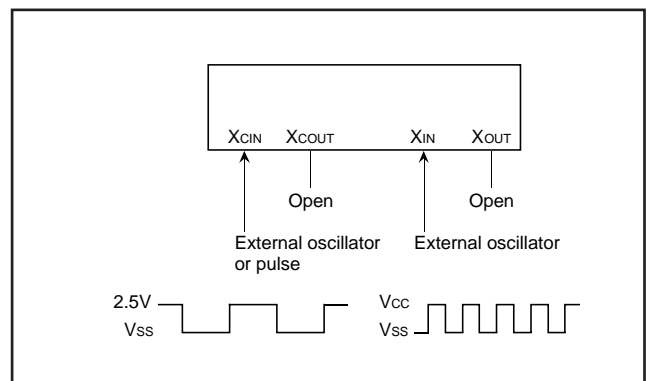 XCIN XCOUT XIN XOUT
Open Open
External oscillator External oscillator
or pulse
2.5V VCC
VSS VSS